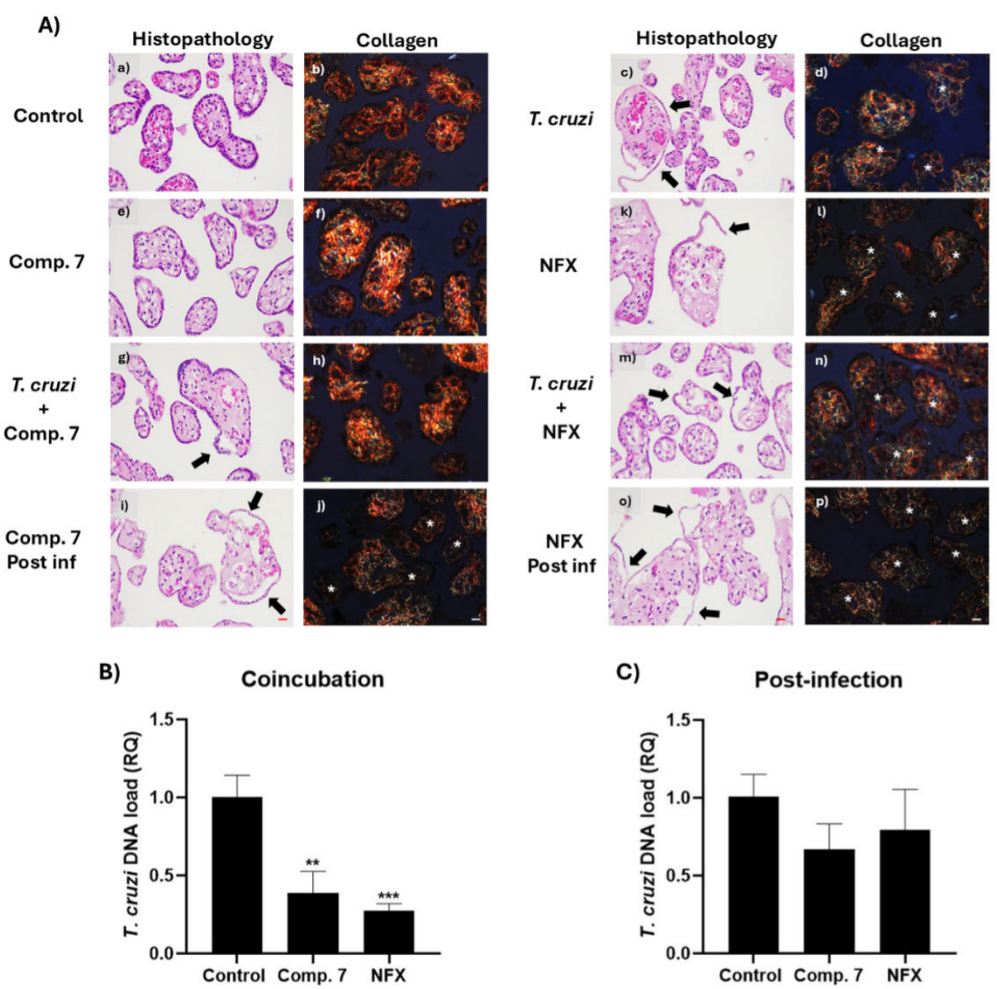 A)
Histopathology Collagen Histopathology Collagen
Control a) b) T. cruzi c) d)
* * *
Comp. 7 e) f) NFX k) l)
* * * * *
T. cruzi
+
Comp. 7
g) h)
T. cruzi
+
NFX
m) n)
* * * *
Comp. 7
Post inf
i) j)
* * * *
NFX
Post inf
o) p)
* * * *
B)
Coincubation
T. cruzi DNA load (RQ)
1.5
1.0
0.5
0.0
**
***
Control Comp. 7 NFX
C)
Post-infection
T. cruzi DNA load (RQ)
1.5
1.0
0.5
0.0
Control Comp. 7 NFX